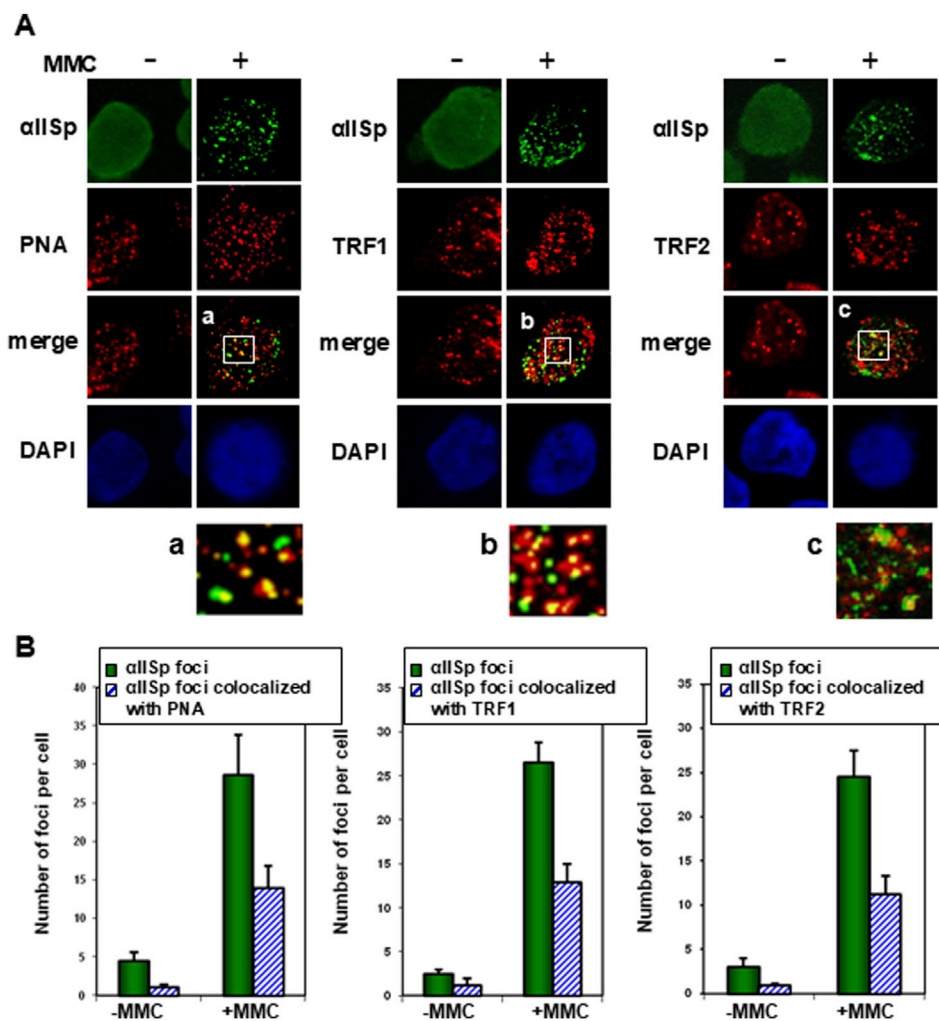 A
MMC - + - + - +
αIISp αIISp αIISp
PNA TRF1 TRF2
a b c
merge merge merge
DAPI DAPI DAPI
a b c
B
αIISp foci
αIISp foci colocalized
with PNA
Number of foci per cell
40
35
30
25
20
15
10
5
0
-MMC +MMC
αIISp foci
αIISp foci colocalized
with TRF1
Number of foci per cell
35
30
25
20
15
10
5
0
-MMC +MMC
αIISp foci
αIISp foci colocalized
with TRF2
Number of foci per cell
35
30
25
20
15
10
5
0
-MMC +MMC